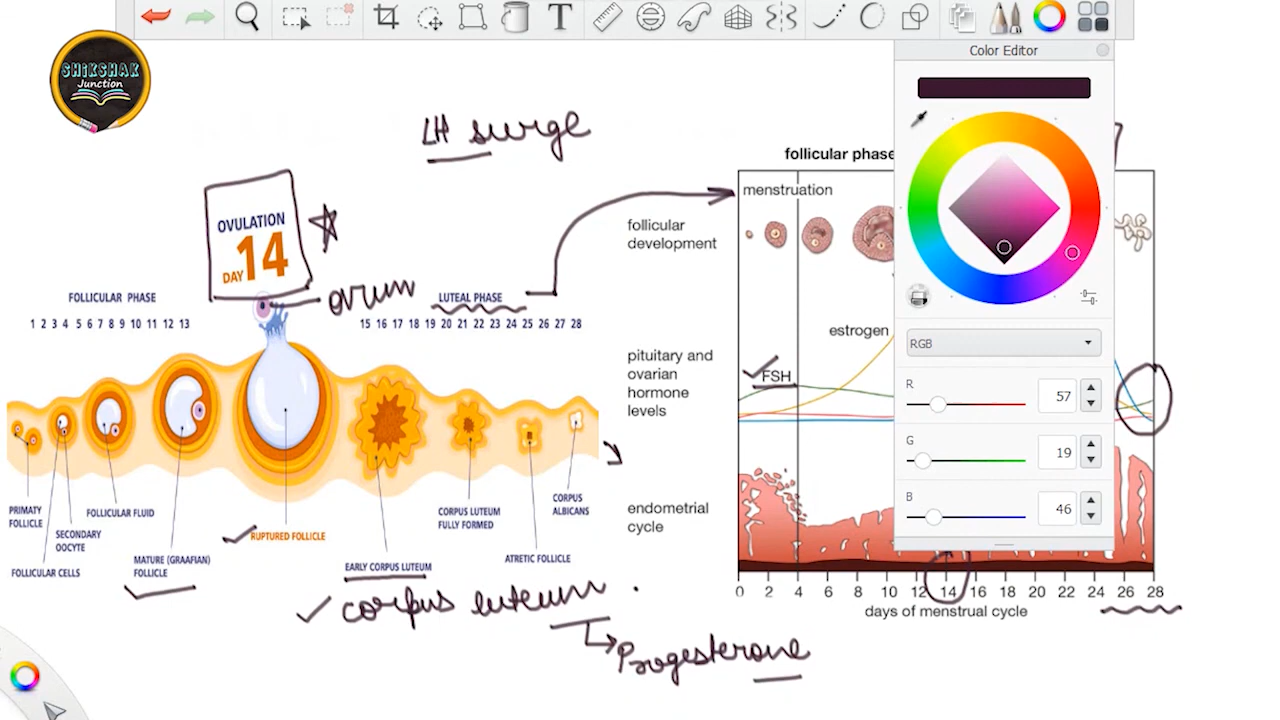 SHIKSHAK
Junction
Color Editor
LH surge
follicular phase
menstruation
OVULATION
DAY 14
follicular
development
ovum
FOLLICULAR PHASE
LUTEAL PHASE
1 2 3 4 5 6 7 8 9 10 11 12 13
15 16 17 18 19 20 21 22 23 24 25 26 27 28
estrogen
RGB
pituitary and
ovarian
hormone
levels
FSH
R 57
G 19
B 46
PRIMATY
FOLLICLE
SECONDARY
OOCYTE
FOLLICULAR FLUID
FOLLICULAR CELLS
MATURE (GRAAFIAN)
FOLLICLE
RUPTURED FOLLICLE
EARLY CORPUS LUTEUM
CORPUS LUTEUM
FULLY FORMED
ATRETIC FOLLICLE
CORPUS
ALBICANS
endometrial
cycle
0 2 4 6 8 10 12 14 16 18 20 22 24 26 28
days of menstrual cycle
corpus luteum
Progesterone